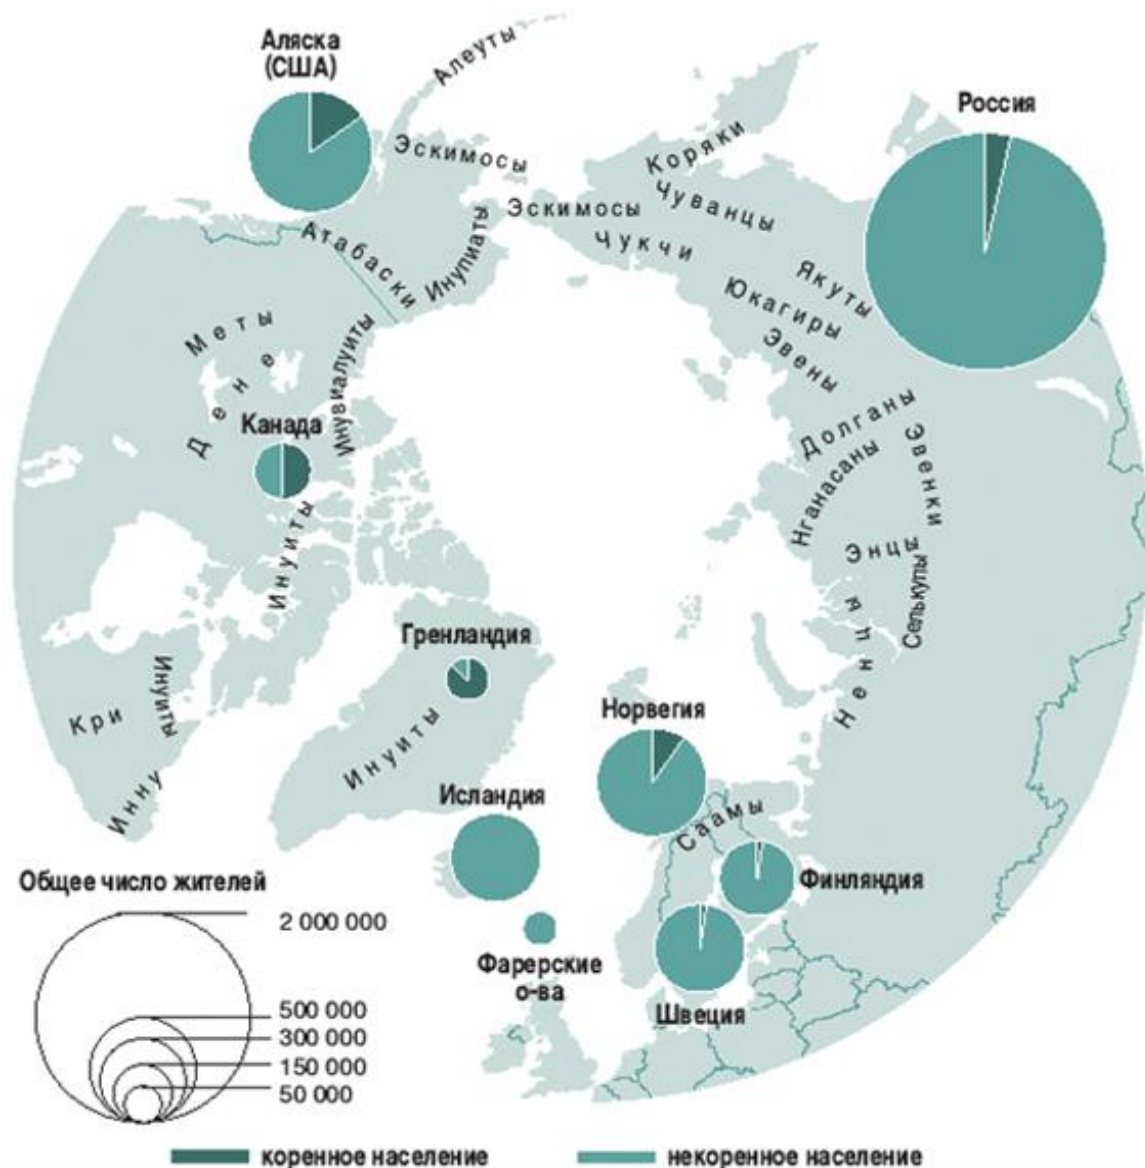 Аляска
(США)
Алеуты
Россия
Эскимосы
Коряки
Чуванцы
Эскимосы
Чукчи
Атабаски
Инупиаты
Якуты
Юкагиры
Эвены
Меты
Дене
Инувиалуиты
Канада
Долганы
Нганасаны
Эвенки
Энцы
Селькупы
Ненцы
Инуиты
Гренландия
Инуиты
Кри
Инуиты
Инну
Норвегия
Исландия
Саамы
Финляндия
Фарерские
о-ва
Швеция
Общее число жителей
2 000 000
500 000
300 000
150 000
50 000
коренное население
некоренное население